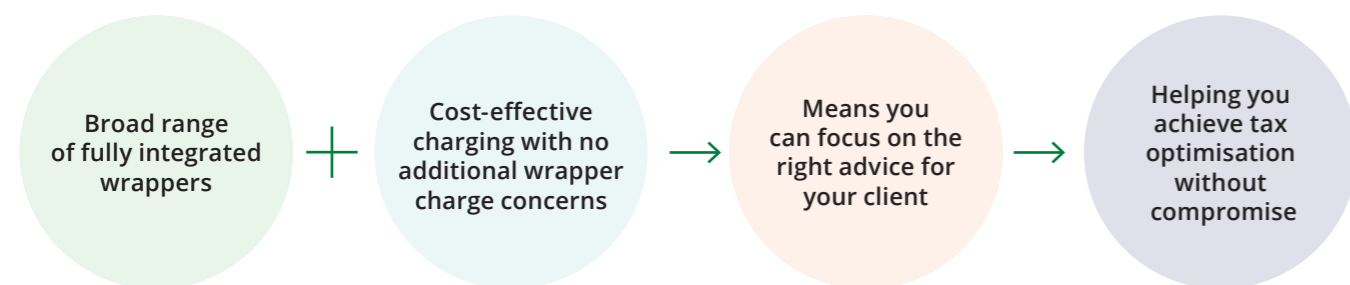 Broad range
of fully integrated
wrappers
Cost-effective
charging with no
additional wrapper
charge concerns
Means you
can focus on the
right advice for
your client
Helping you
achieve tax
optimisation
without
compromise